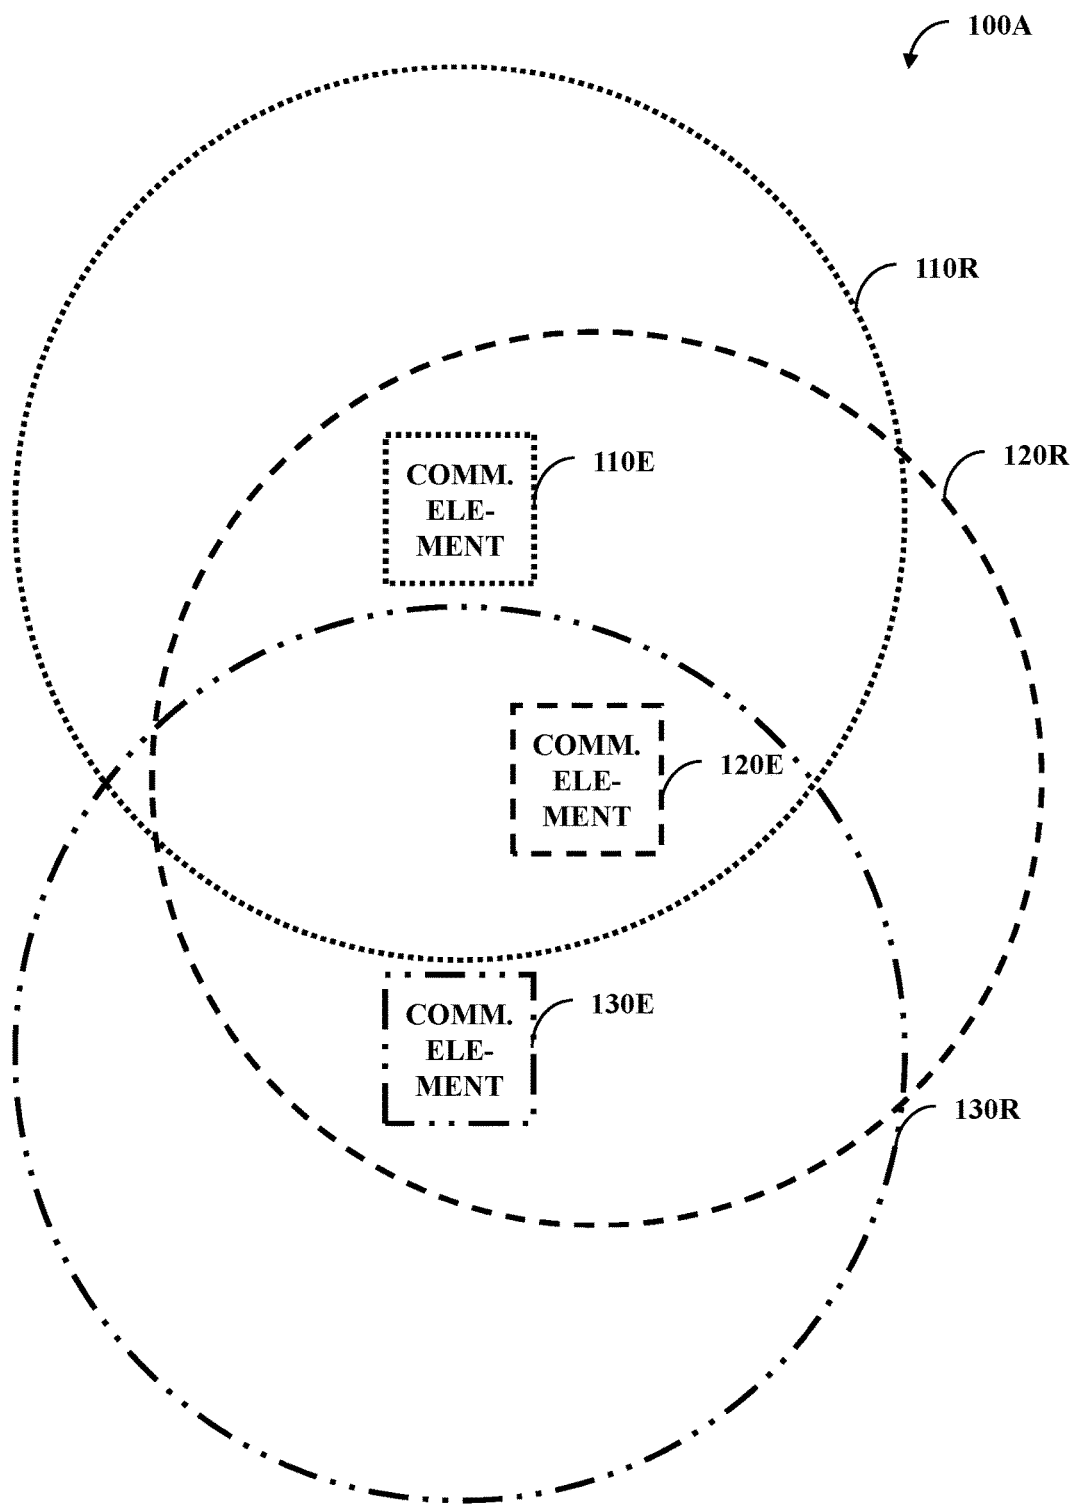 100A
110R
120R
COMM.
ELE-
MENT
110E
COMM.
ELE-
MENT
120E
COMM.
ELE-
MENT
130E
130R